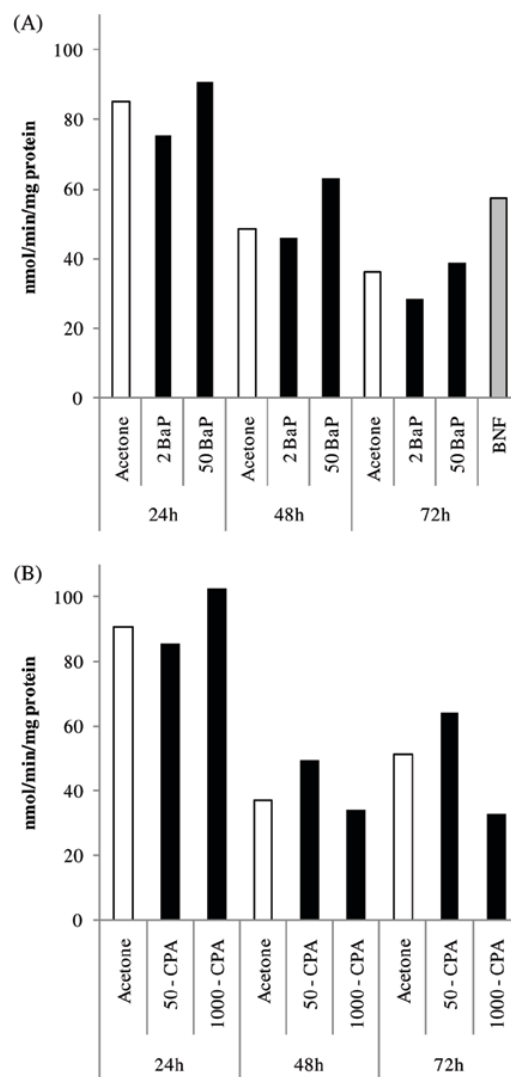 (A)
nmol/min/mg protein
100
80
60
40
20
0
Acetone
2 BaP
50 BaP
Acetone
2 BaP
50 BaP
Acetone
2 BaP
50 BaP
BNF
24h 48h 72h
(B)
nmol/min/mg protein
100
80
60
40
20
0
Acetone
50 - CPA
1000 - CPA
Acetone
50 - CPA
1000 - CPA
Acetone
50 - CPA
1000 - CPA
24h 48h 72h